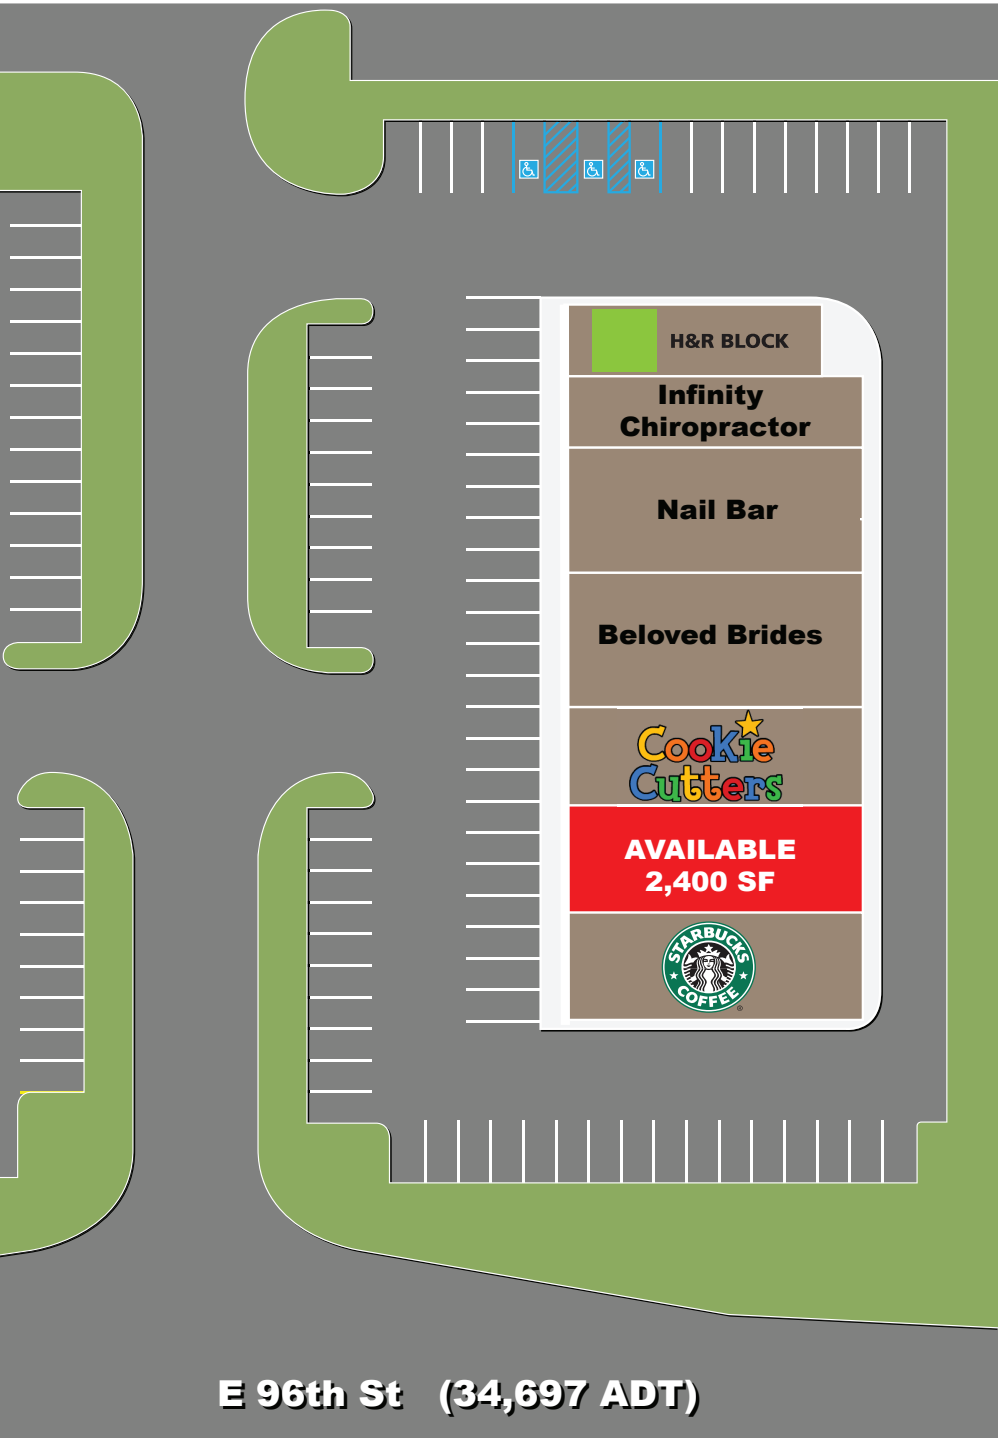 H&R BLOCK
Infinity
Chiropractor
Nail Bar
Beloved Brides
Cookie
Cutters
AVAILABLE
2,400 SF
STARBUCKS
COFFEE
®
E 96th St (34,697 ADT)